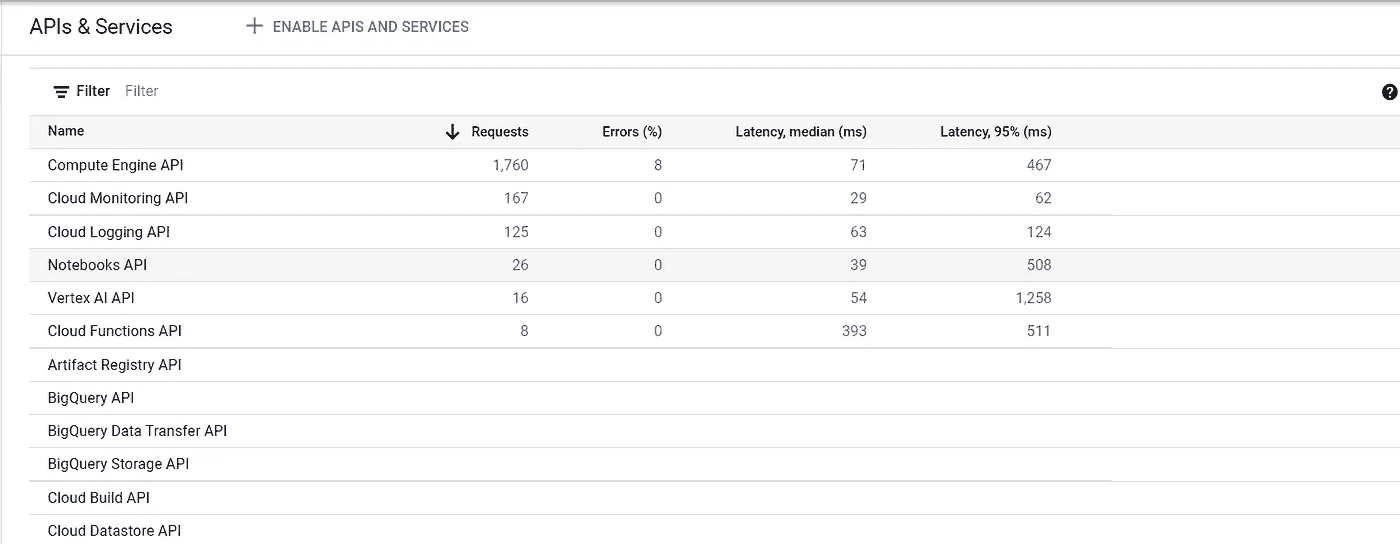 APIs & Services + ENABLE APIS AND SERVICES
Filter Filter ?
Name Requests Errors (%) Latency, median (ms) Latency, 95% (ms)
Compute Engine API 1,760 8 71 467
Cloud Monitoring API 167 0 29 62
Cloud Logging API 125 0 63 124
Notebooks API 26 0 39 508
Vertex AI API 16 0 54 1,258
Cloud Functions API 8 0 393 511
Artifact Registry API
BigQuery API
BigQuery Data Transfer API
BigQuery Storage API
Cloud Build API
Cloud Datastore API